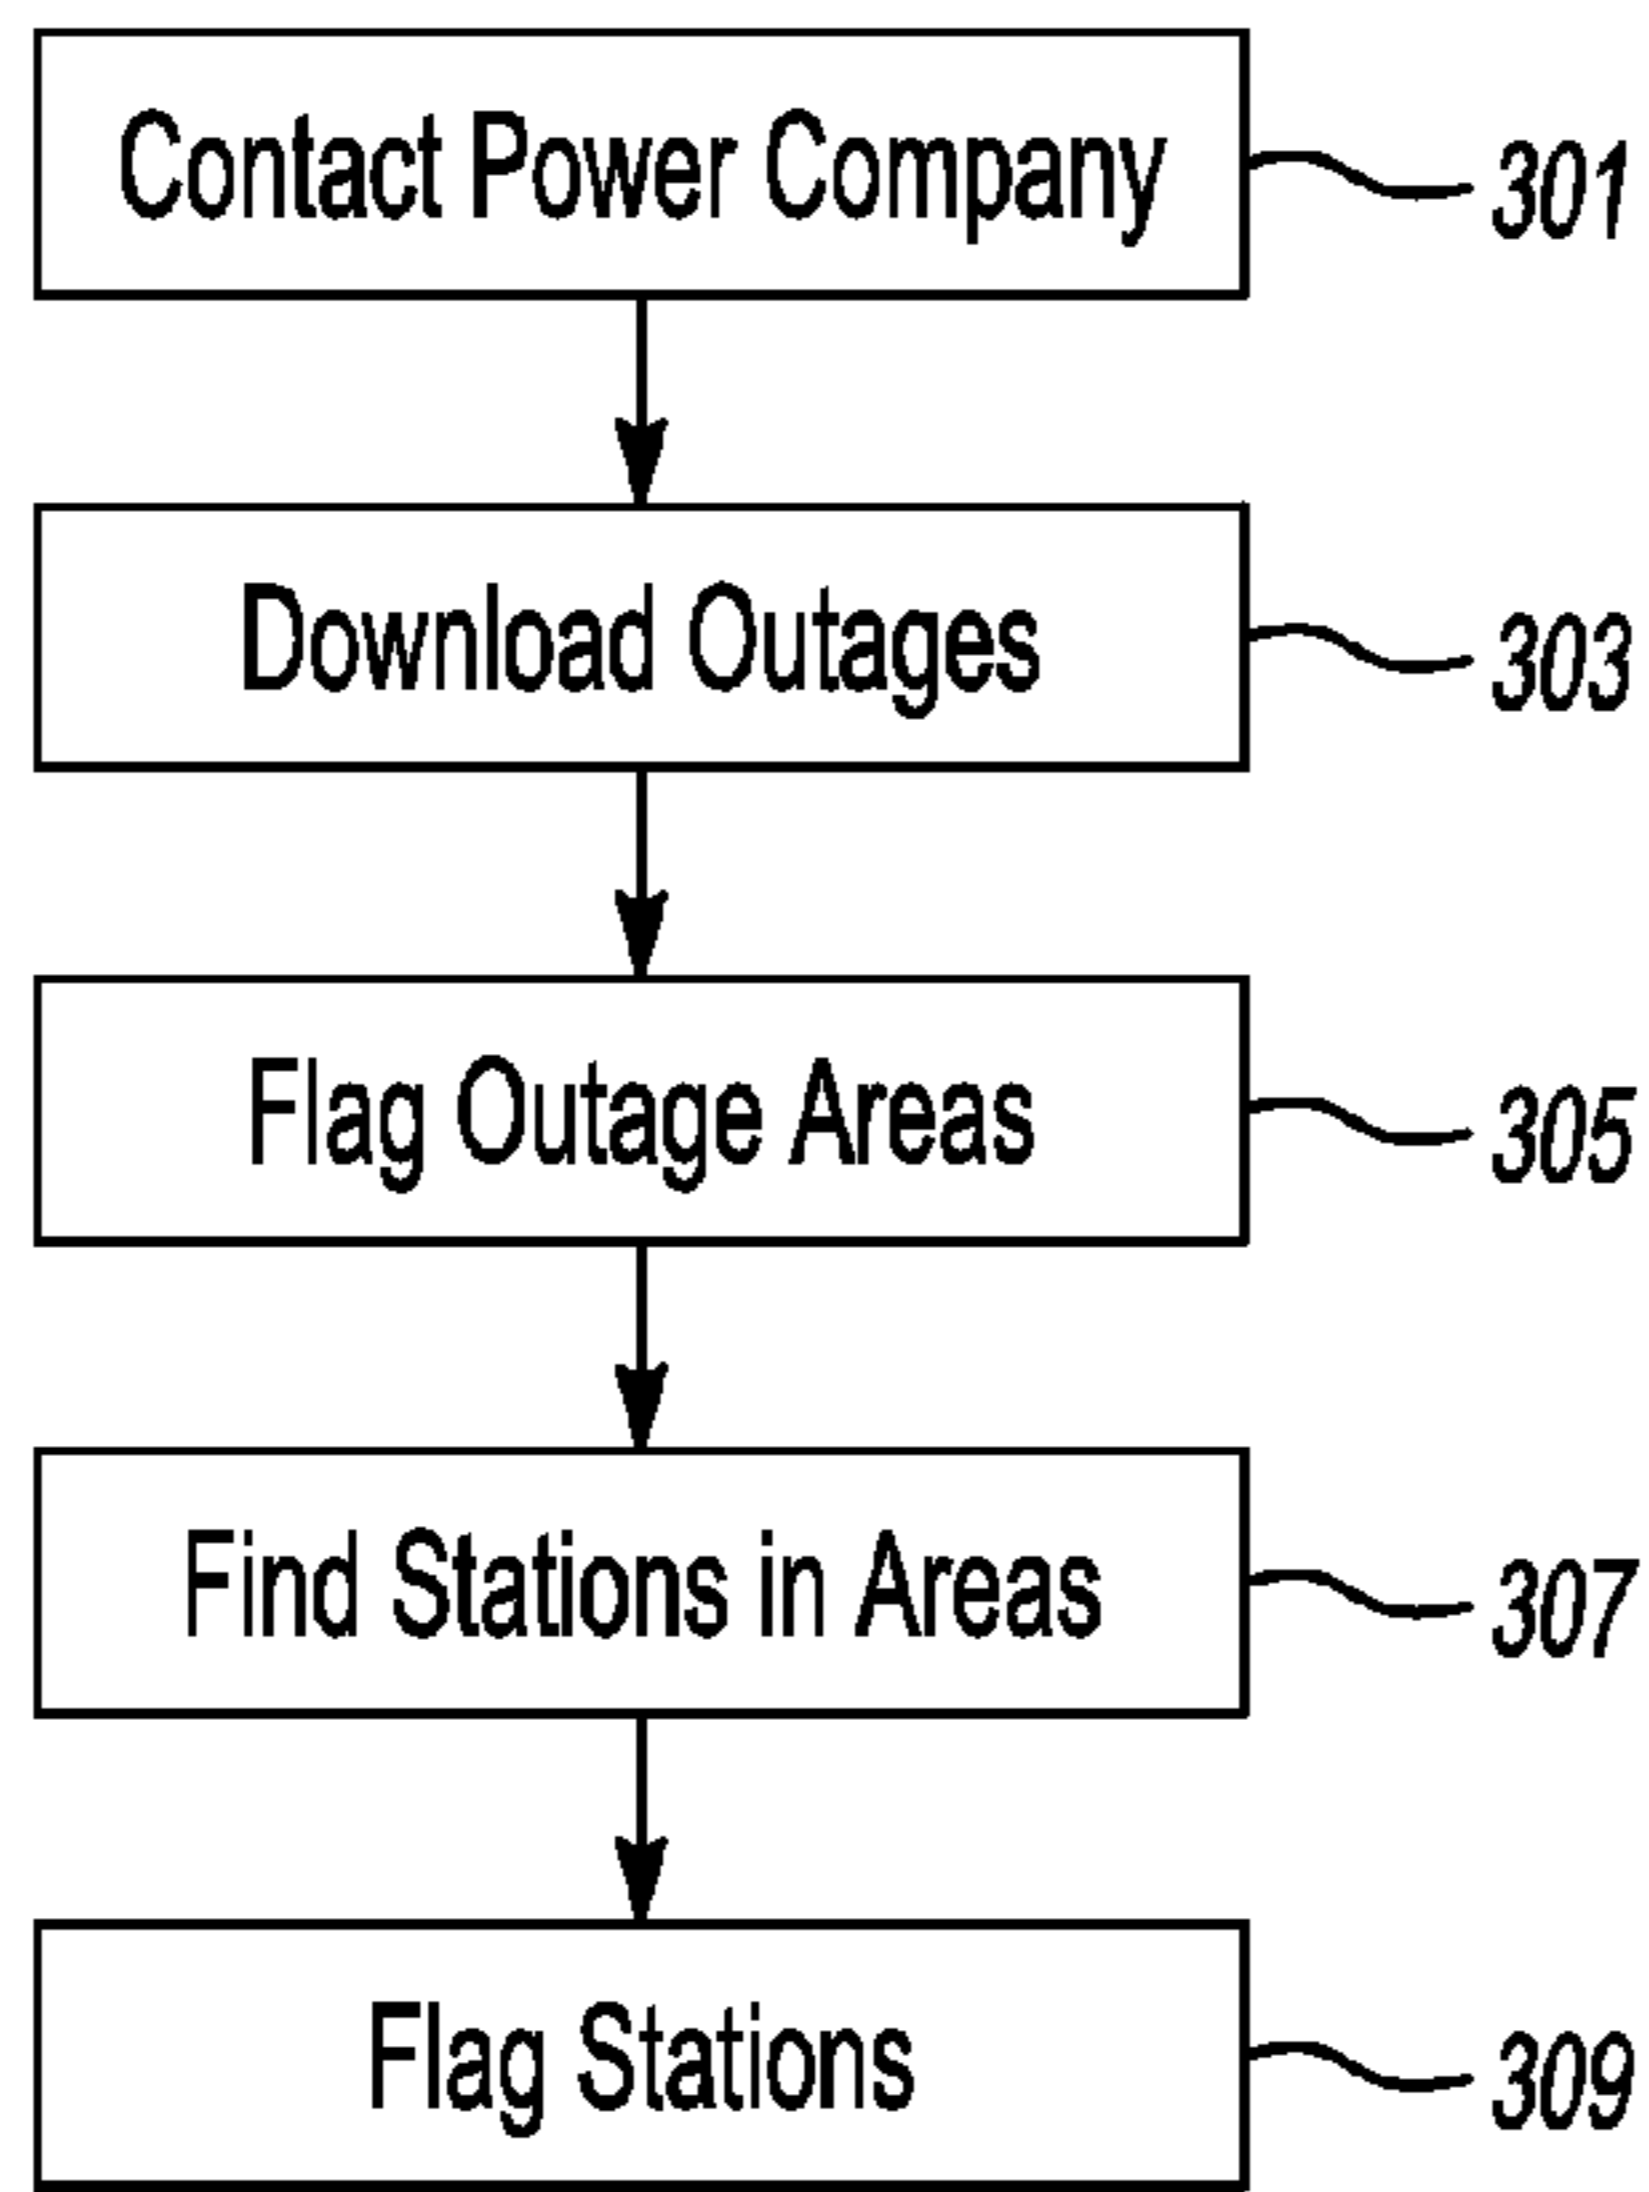 Contact Power Company 301
Download Outages 303
Flag Outage Areas 305
Find Stations in Areas 307
Flag Stations 309